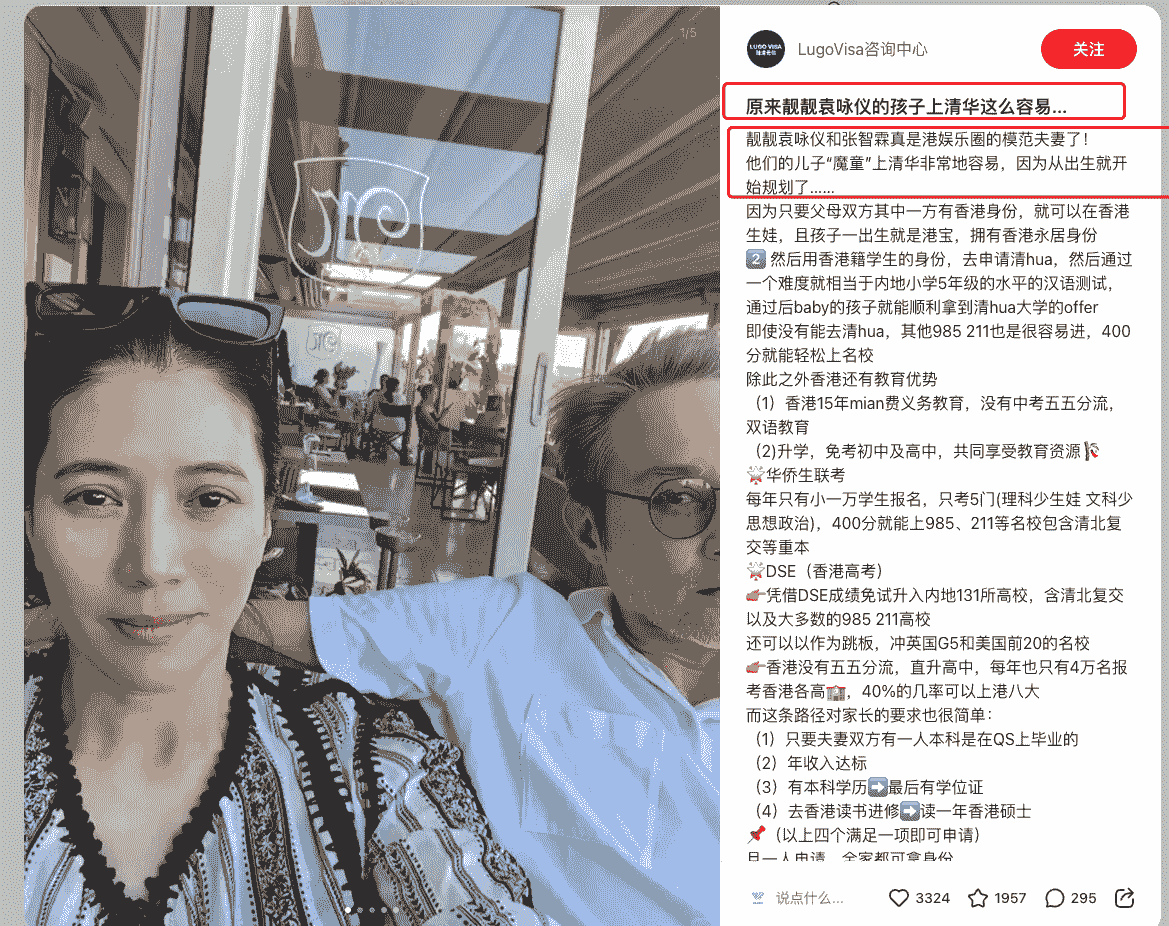 1/5
LUGO VISA
LugoVisa咨询中心
关注
原来靓靓袁咏仪的孩子上清华这么容易...
靓靓袁咏仪和张智霖真是港娱乐圈的模范夫妻了！
他们的儿子“魔童”上清华非常地容易，因为从出生就开
始规划了......
因为只要父母双方其中一方有香港身份，就可以在香港
生娃，且孩子一出生就是港宝，拥有香港永居身份
2️⃣ 然后用香港籍学生的身份，去申请清hua，然后通过
一个难度就相当于内地小学5年级的水平的汉语测试，
通过后baby的孩子就能顺利拿到清hua大学的offer
即使没有能去清hua，其他985 211也是很容易进，400
分就能轻松上名校
除此之外香港还有教育优势
（1）香港15年mian费义务教育，没有中考五五分流，
双语教育
（2)升学，免考初中及高中，共同享受教育资源
华侨生联考
每年只有小一万学生报名，只考5门(理科少生娃 文科少
思想政治)，400分就能上985、211等名校包含清北复
交等重本
DSE（香港高考）
凭借DSE成绩免试升入内地131所高校，含清北复交
以及大多数的985 211高校
还可以以作为跳板，冲英国G5和美国前20的名校
香港没有五五分流，直升高中，每年也只有4万名报
考香港各高🏫，40%的几率可以上港八大
而这条路径对家长的要求也很简单：
（1）只要夫妻双方有一人本科是在QS上毕业的
（2）年收入达标
（3）有本科学历➡️最后有学位证
（4）去香港读书进修➡️读一年香港硕士
📌（以上四个满足一项即可申请）
且一人申请，全家都可拿身份
说点什么...
3324
1957
295